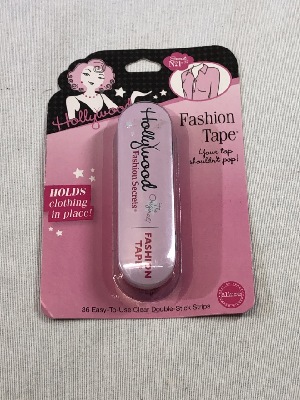 Hollywood
Fashion
Tape
Your top
shouldn't pop!
HOLDS
clothing
in place!
Hollywood
Fashion Secrets
The
Original
FASHION
TAPE
36 Easy-To-Use Clear Double-Stick Strips